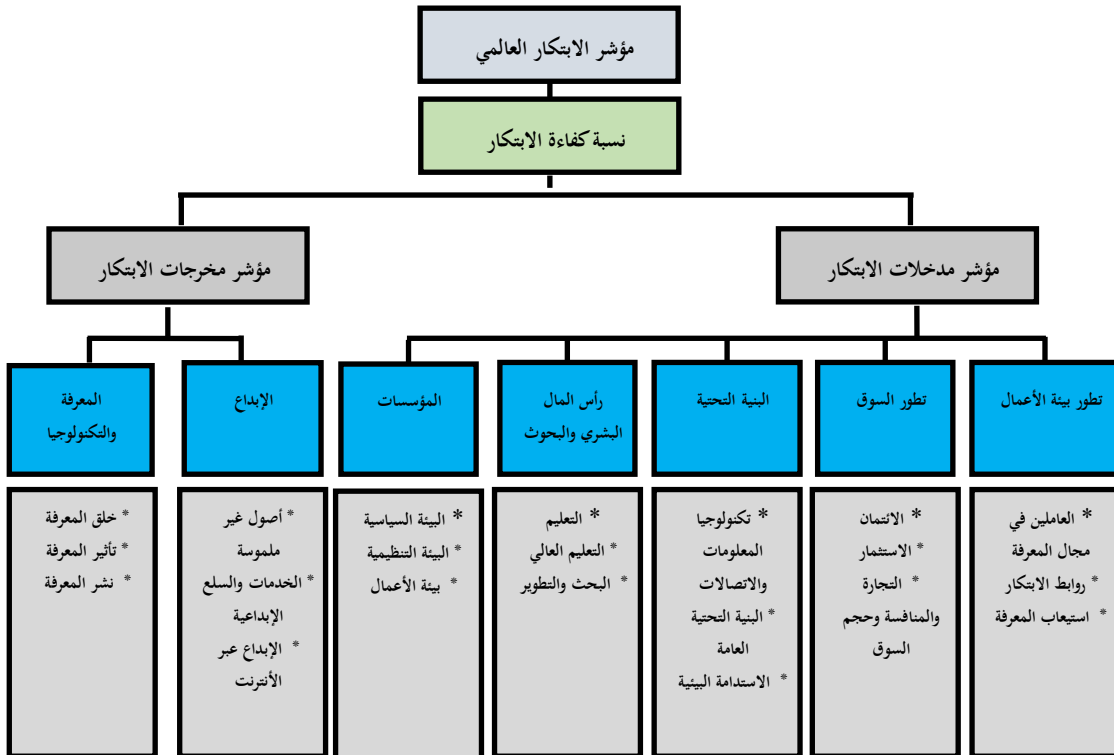 مؤشر الابتكار العالمي
نسبة كفاءة الابتكار
مؤشر مدخلات الابتكار
مؤشر مخرجات الابتكار
تطور بيئة الأعمال
تطور السوق
البنية التحتية
رأس المال
البشري والبحوث
المؤسسات
الإبداع
المعرفة
والتكنولوجيا
* العاملين في
مجال المعرفة
* روابط الابتكار
* استيعاب المعرفة
* الائتمان
* الاستثمار
* التجارة
والمنافسة وحجم
السوق
* تكنولوجيا
المعلومات
والاتصالات
* البنية التحتية
العامة
* الاستدامة البيئية
* التعليم
* التعليم العالي
* البحث والتطوير
* البيئة السياسية
* البيئة التنظيمية
* بيئة الأعمال
* أصول غير
ملموسة
* الخدمات والسلع
الإبداعية
* الإبداع عبر
الأنترنت
* خلق المعرفة
* تأثير المعرفة
* نشر المعرفة